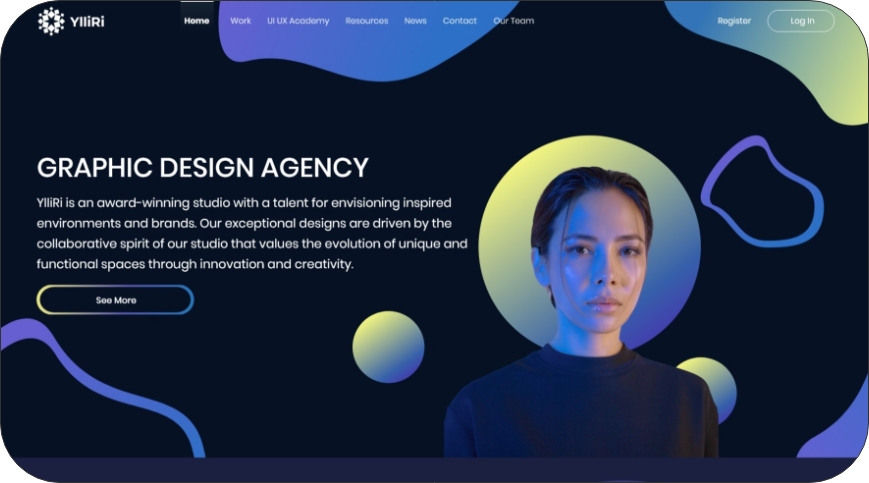 YlliRi
Home Work UI UX Academy Resources News Contact Our Team
Register Log In
GRAPHIC DESIGN AGENCY
YlliRi is an award-winning studio with a talent for envisioning inspired
environments and brands. Our exceptional designs are driven by the
collaborative spirit of our studio that values the evolution of unique and
functional spaces through innovation and creativity.
See More